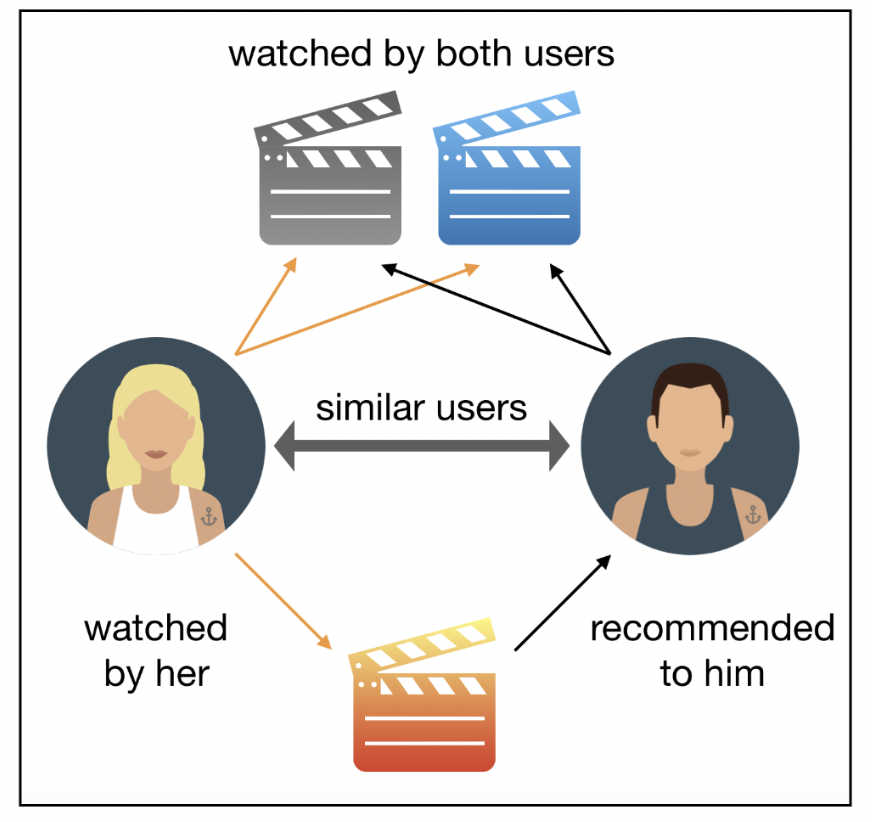 watched by both users
similar users
watched
by her
recommended
to him